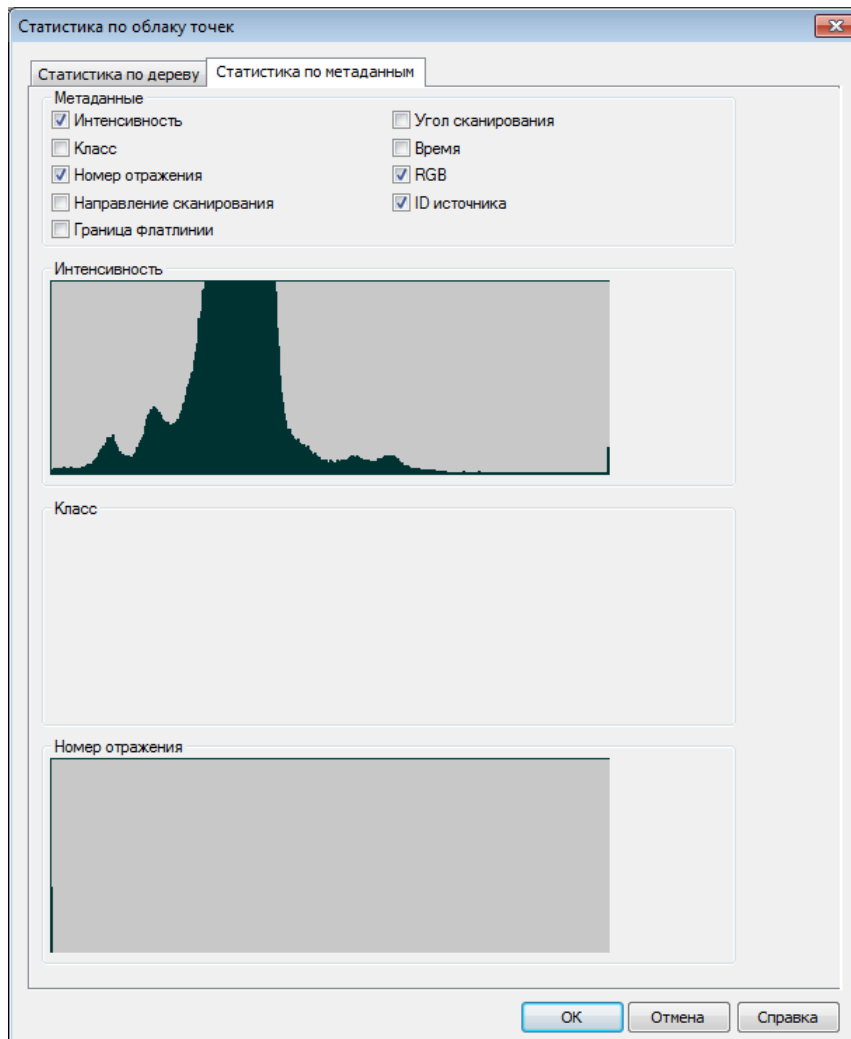 Статистика по облаку точек
Статистика по дереву
Статистика по метаданным
Метаданные
Интенсивность
Угол сканирования
Класс
Время
Номер отражения
RGB
Направление сканирования
ID источника
Граница флатлинии
Интенсивность
Класс
Номер отражения
OK
Отмена
Справка